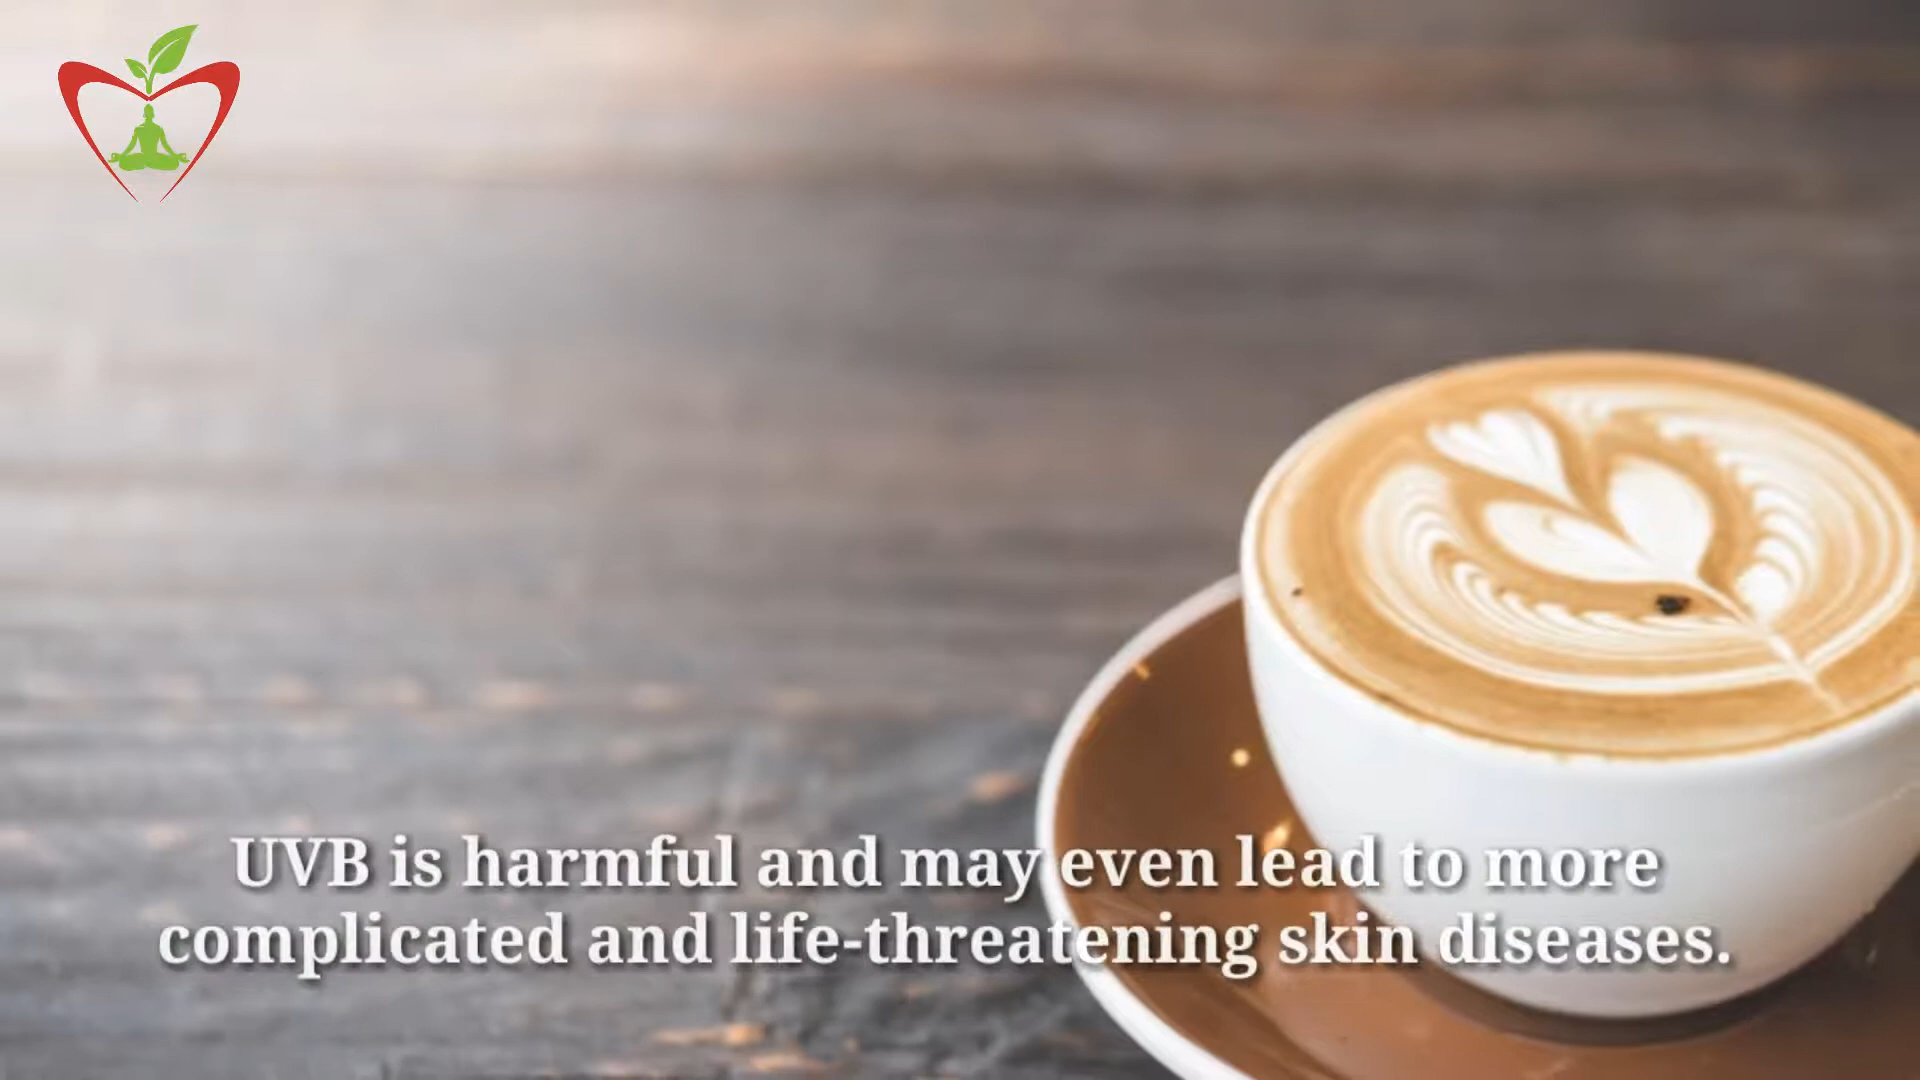 UVB is harmful and may even lead to more
complicated and life-threatening skin diseases.